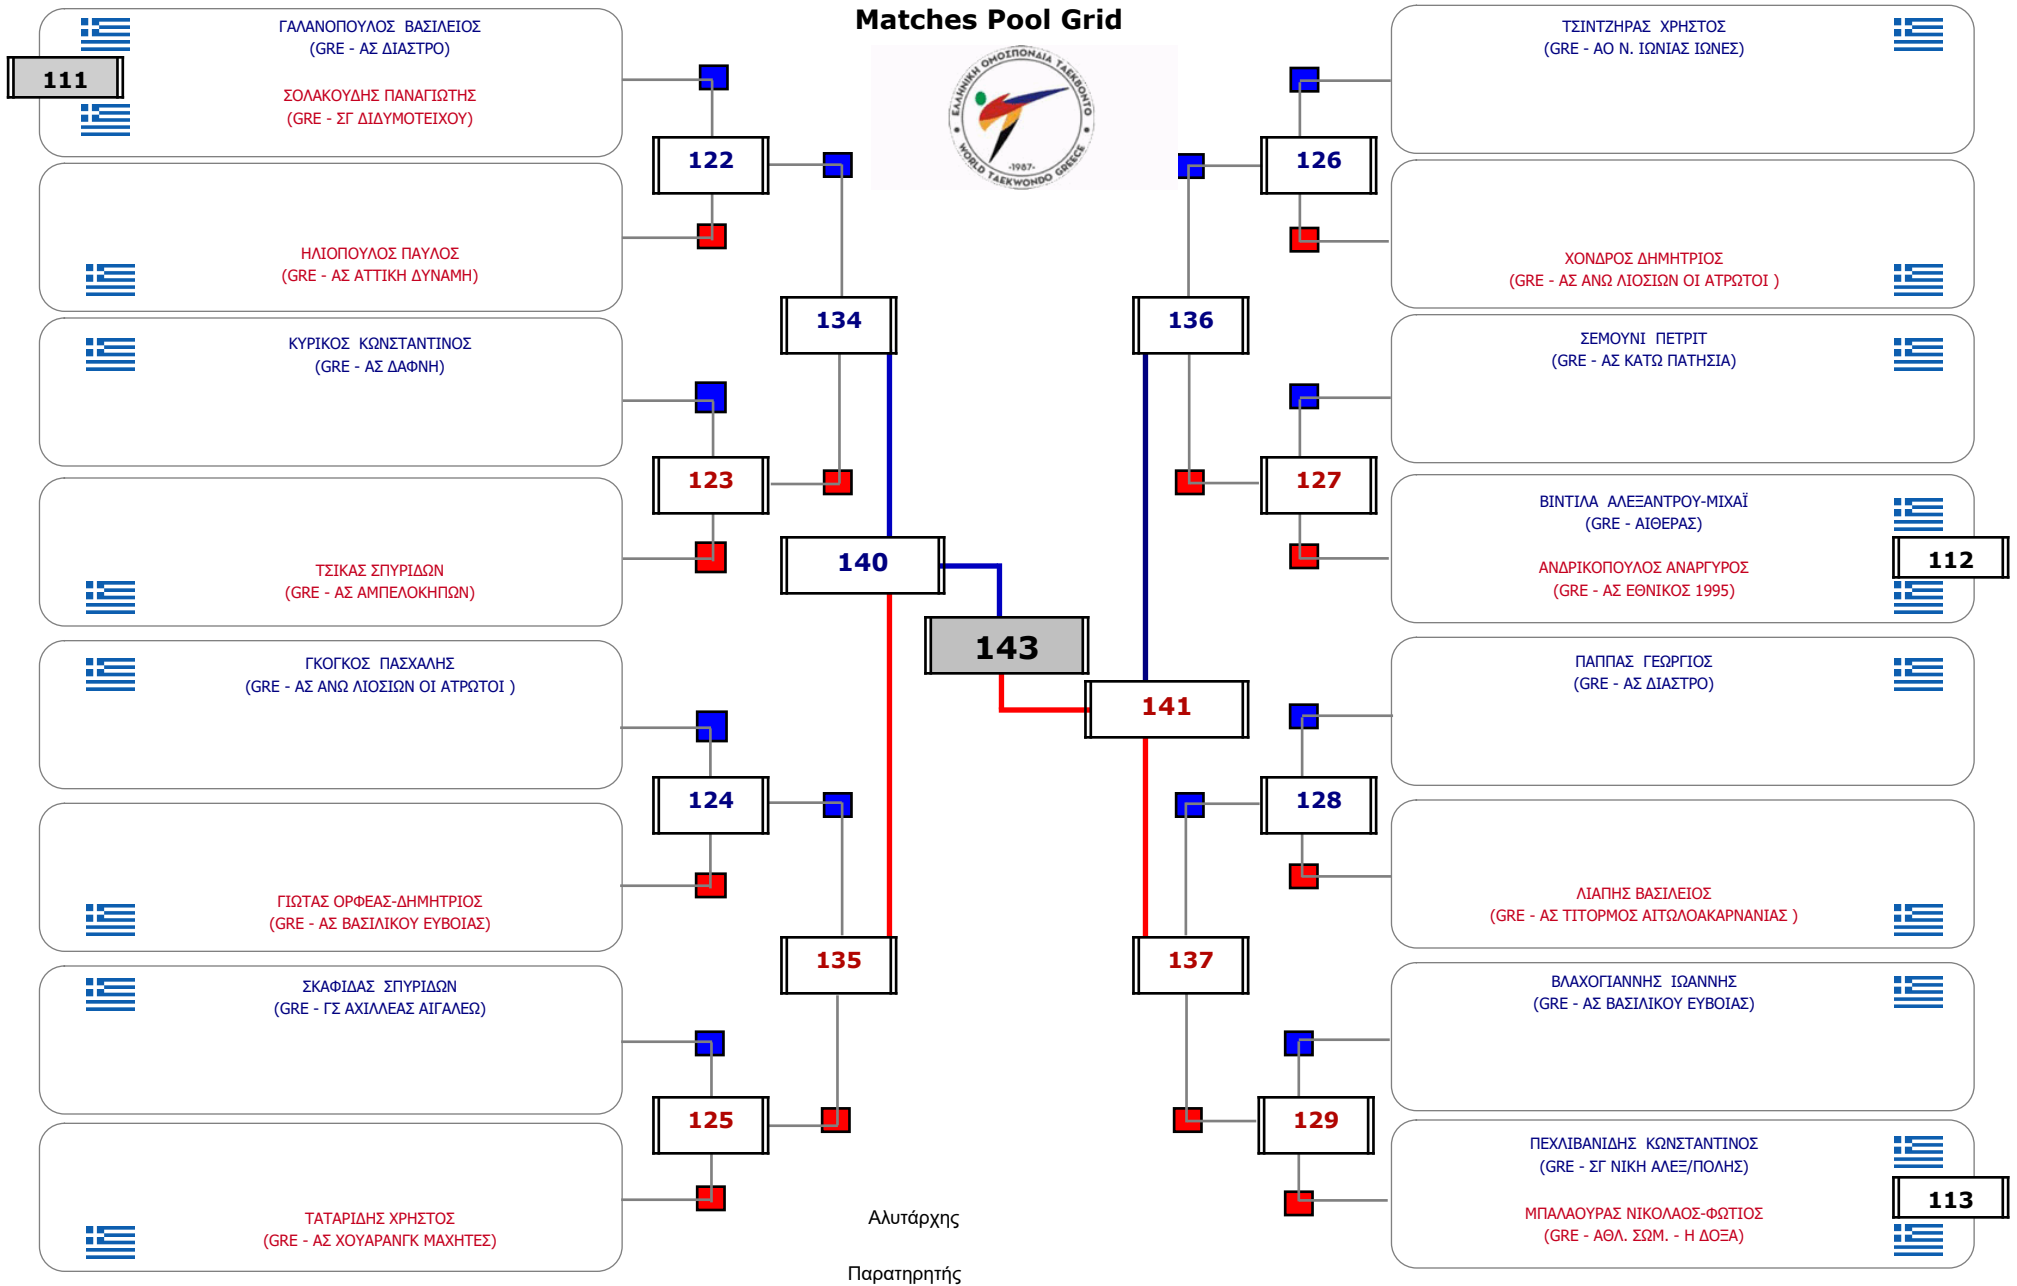 Matches Pool Grid
ΕΛΛΗΝΙΚΗ ΟΜΟΣΠΟΝΔΙΑ ΤΑΕΚΒΟΝΤΟ
-1987-
WORLD TAEKWONDO GREECE
ΓΑΛΑΝΟΠΟΥΛΟΣ ΒΑΣΙΛΕΙΟΣ
(GRE - ΑΣ ΔΙΑΣΤΡΟ)
111
ΣΟΛΑΚΟΥΔΗΣ ΠΑΝΑΓΙΩΤΗΣ
(GRE - ΣΓ ΔΙΔΥΜΟΤΕΙΧΟΥ)
122
ΗΛΙΟΠΟΥΛΟΣ ΠΑΥΛΟΣ
(GRE - ΑΣ ΑΤΤΙΚΗ ΔΥΝΑΜΗ)
134
ΚΥΡΙΚΟΣ ΚΩΝΣΤΑΝΤΙΝΟΣ
(GRE - ΑΣ ΔΑΦΝΗ)
123
ΤΣΙΚΑΣ ΣΠΥΡΙΔΩΝ
(GRE - ΑΣ ΑΜΠΕΛΟΚΗΠΩΝ)
140
143
ΓΚΟΓΚΟΣ ΠΑΣΧΑΛΗΣ
(GRE - ΑΣ ΑΝΩ ΛΙΟΣΙΩΝ ΟΙ ΑΤΡΩΤΟΙ )
124
ΓΙΩΤΑΣ ΟΡΦΕΑΣ-ΔΗΜΗΤΡΙΟΣ
(GRE - ΑΣ ΒΑΣΙΛΙΚΟΥ ΕΥΒΟΙΑΣ)
135
ΣΚΑΦΙΔΑΣ ΣΠΥΡΙΔΩΝ
(GRE - ΓΣ ΑΧΙΛΛΕΑΣ ΑΙΓΑΛΕΩ)
125
ΤΑΤΑΡΙΔΗΣ ΧΡΗΣΤΟΣ
(GRE - ΑΣ ΧΟΥΑΡΑΝΓΚ ΜΑΧΗΤΕΣ)
ΤΣΙΝΤΖΗΡΑΣ ΧΡΗΣΤΟΣ
(GRE - ΑΟ Ν. ΙΩΝΙΑΣ ΙΩΝΕΣ)
126
ΧΟΝΔΡΟΣ ΔΗΜΗΤΡΙΟΣ
(GRE - ΑΣ ΑΝΩ ΛΙΟΣΙΩΝ ΟΙ ΑΤΡΩΤΟΙ )
136
ΣΕΜΟΥΝΙ ΠΕΤΡΙΤ
(GRE - ΑΣ ΚΑΤΩ ΠΑΤΗΣΙΑ)
127
ΒΙΝΤΙΛΑ ΑΛΕΞΑΝΤΡΟΥ-ΜΙΧΑΪ
(GRE - ΑΙΘΕΡΑΣ)
112
ΑΝΔΡΙΚΟΠΟΥΛΟΣ ΑΝΑΡΓΥΡΟΣ
(GRE - ΑΣ ΕΘΝΙΚΟΣ 1995)
141
ΠΑΠΠΑΣ ΓΕΩΡΓΙΟΣ
(GRE - ΑΣ ΔΙΑΣΤΡΟ)
128
ΛΙΑΠΗΣ ΒΑΣΙΛΕΙΟΣ
(GRE - ΑΣ ΤΙΤΟΡΜΟΣ ΑΙΤΩΛΟΑΚΑΡΝΑΝΙΑΣ )
137
ΒΛΑΧΟΓΙΑΝΝΗΣ ΙΩΑΝΝΗΣ
(GRE - ΑΣ ΒΑΣΙΛΙΚΟΥ ΕΥΒΟΙΑΣ)
129
ΠΕΧΛΙΒΑΝΙΔΗΣ ΚΩΝΣΤΑΝΤΙΝΟΣ
(GRE - ΣΓ ΝΙΚΗ ΑΛΕΞ/ΠΟΛΗΣ)
113
ΜΠΑΛΑΟΥΡΑΣ ΝΙΚΟΛΑΟΣ-ΦΩΤΙΟΣ
(GRE - ΑΘΛ. ΣΩΜ. - Η ΔΟΞΑ)
Αλυτάρχης
Παρατηρητής